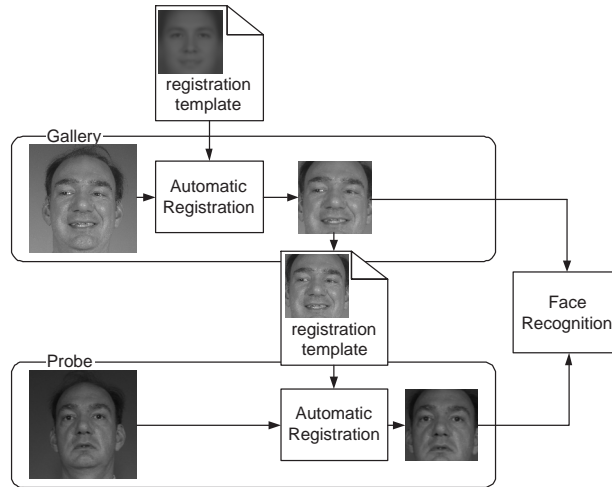 registration
template
Gallery
Automatic
Registration
registration
template
Face
Recognition
Probe
Automatic
Registration